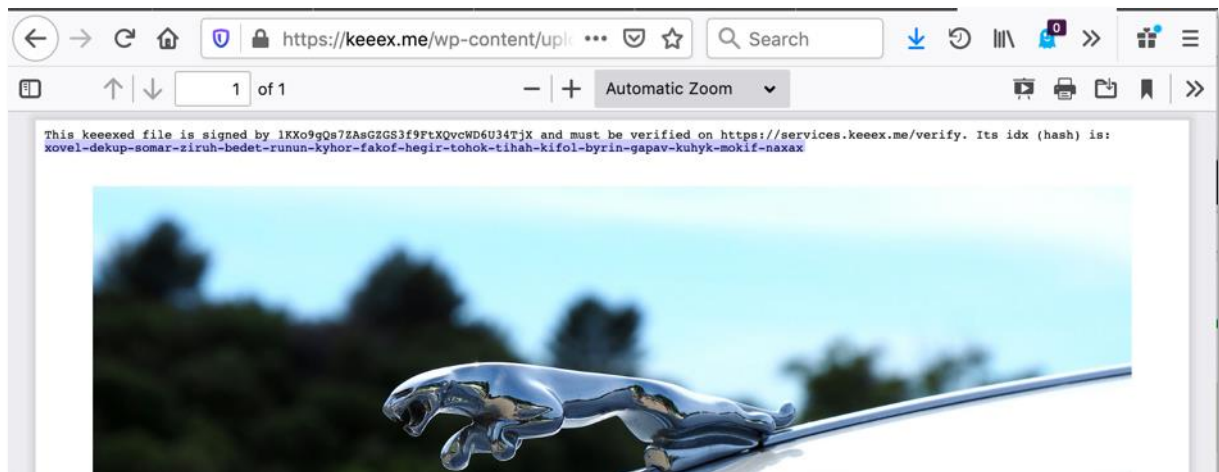 https://keeex.me/wp-content/upl
Search
0
1 of 1
Automatic Zoom
This keeexed file is signed by 1KXo9gQs7ZAsGZGS3f9FtXQvcWD6U34TjX and must be verified on https://services.keeex.me/verify. Its idx (hash) is:
xovel-dekup-somar-ziruh-bedet-runun-kyhor-fakof-hegir-tohok-tihah-kifol-byrin-gapav-kuhyk-mokif-naxax